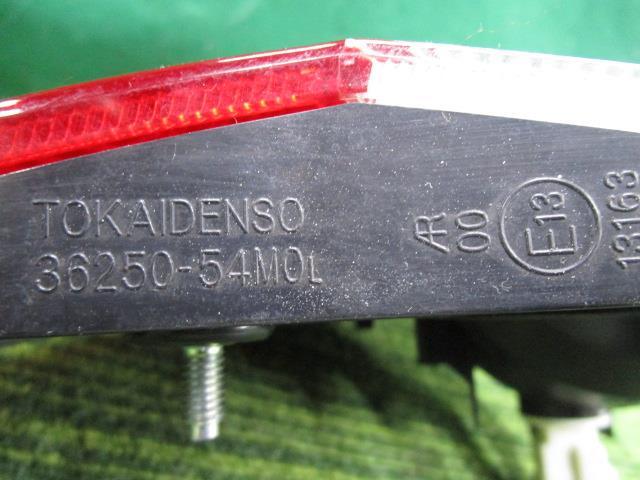 TOKAIDENSO
36250-54M0L
AR
00
E13
13163